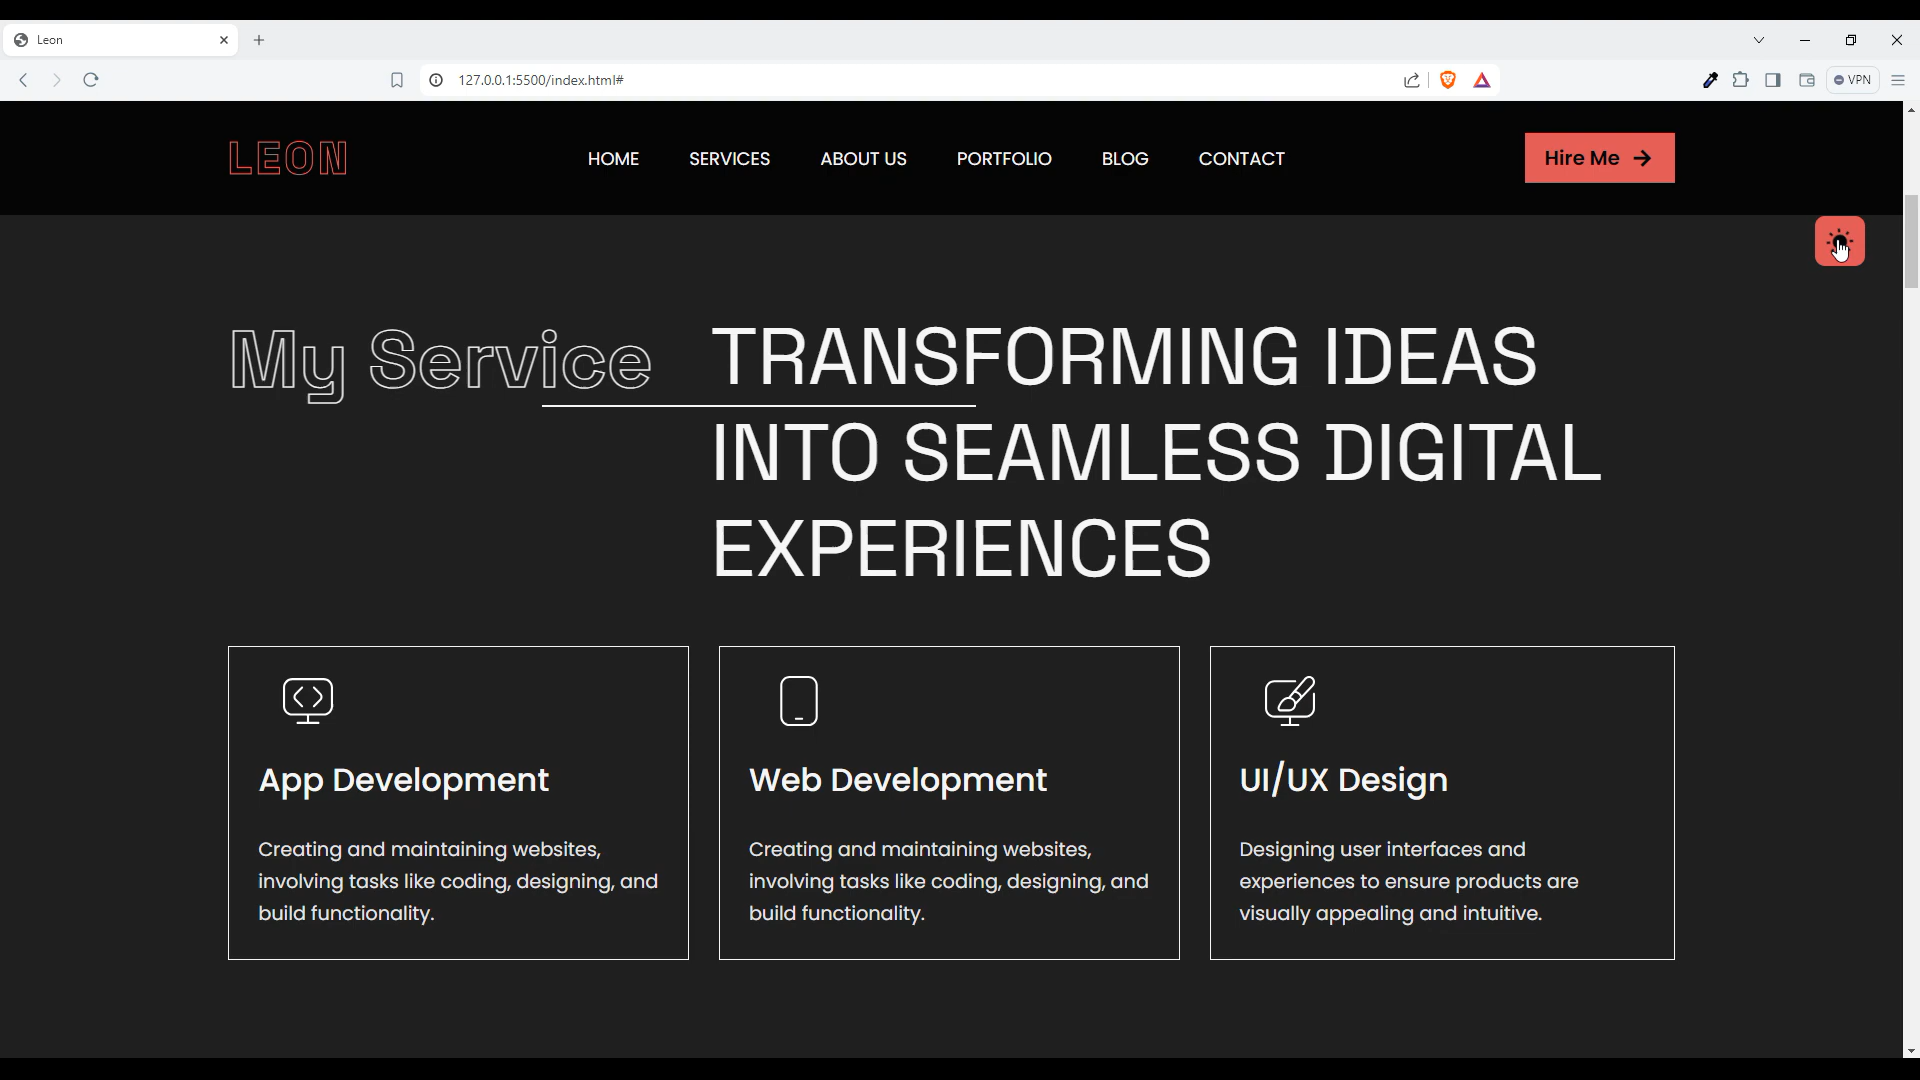 Leon
127.0.0.1:5500/index.html#
VPN
LEON
HOME
SERVICES
ABOUT US
PORTFOLIO
BLOG
CONTACT
Hire Me
My Service
TRANSFORMING IDEAS
INTO SEAMLESS DIGITAL
EXPERIENCES
App Development
Creating and maintaining websites,
involving tasks like coding, designing, and
build functionality.
Web Development
Creating and maintaining websites,
involving tasks like coding, designing, and
build functionality.
UI/UX Design
Designing user interfaces and
experiences to ensure products are
visually appealing and intuitive.